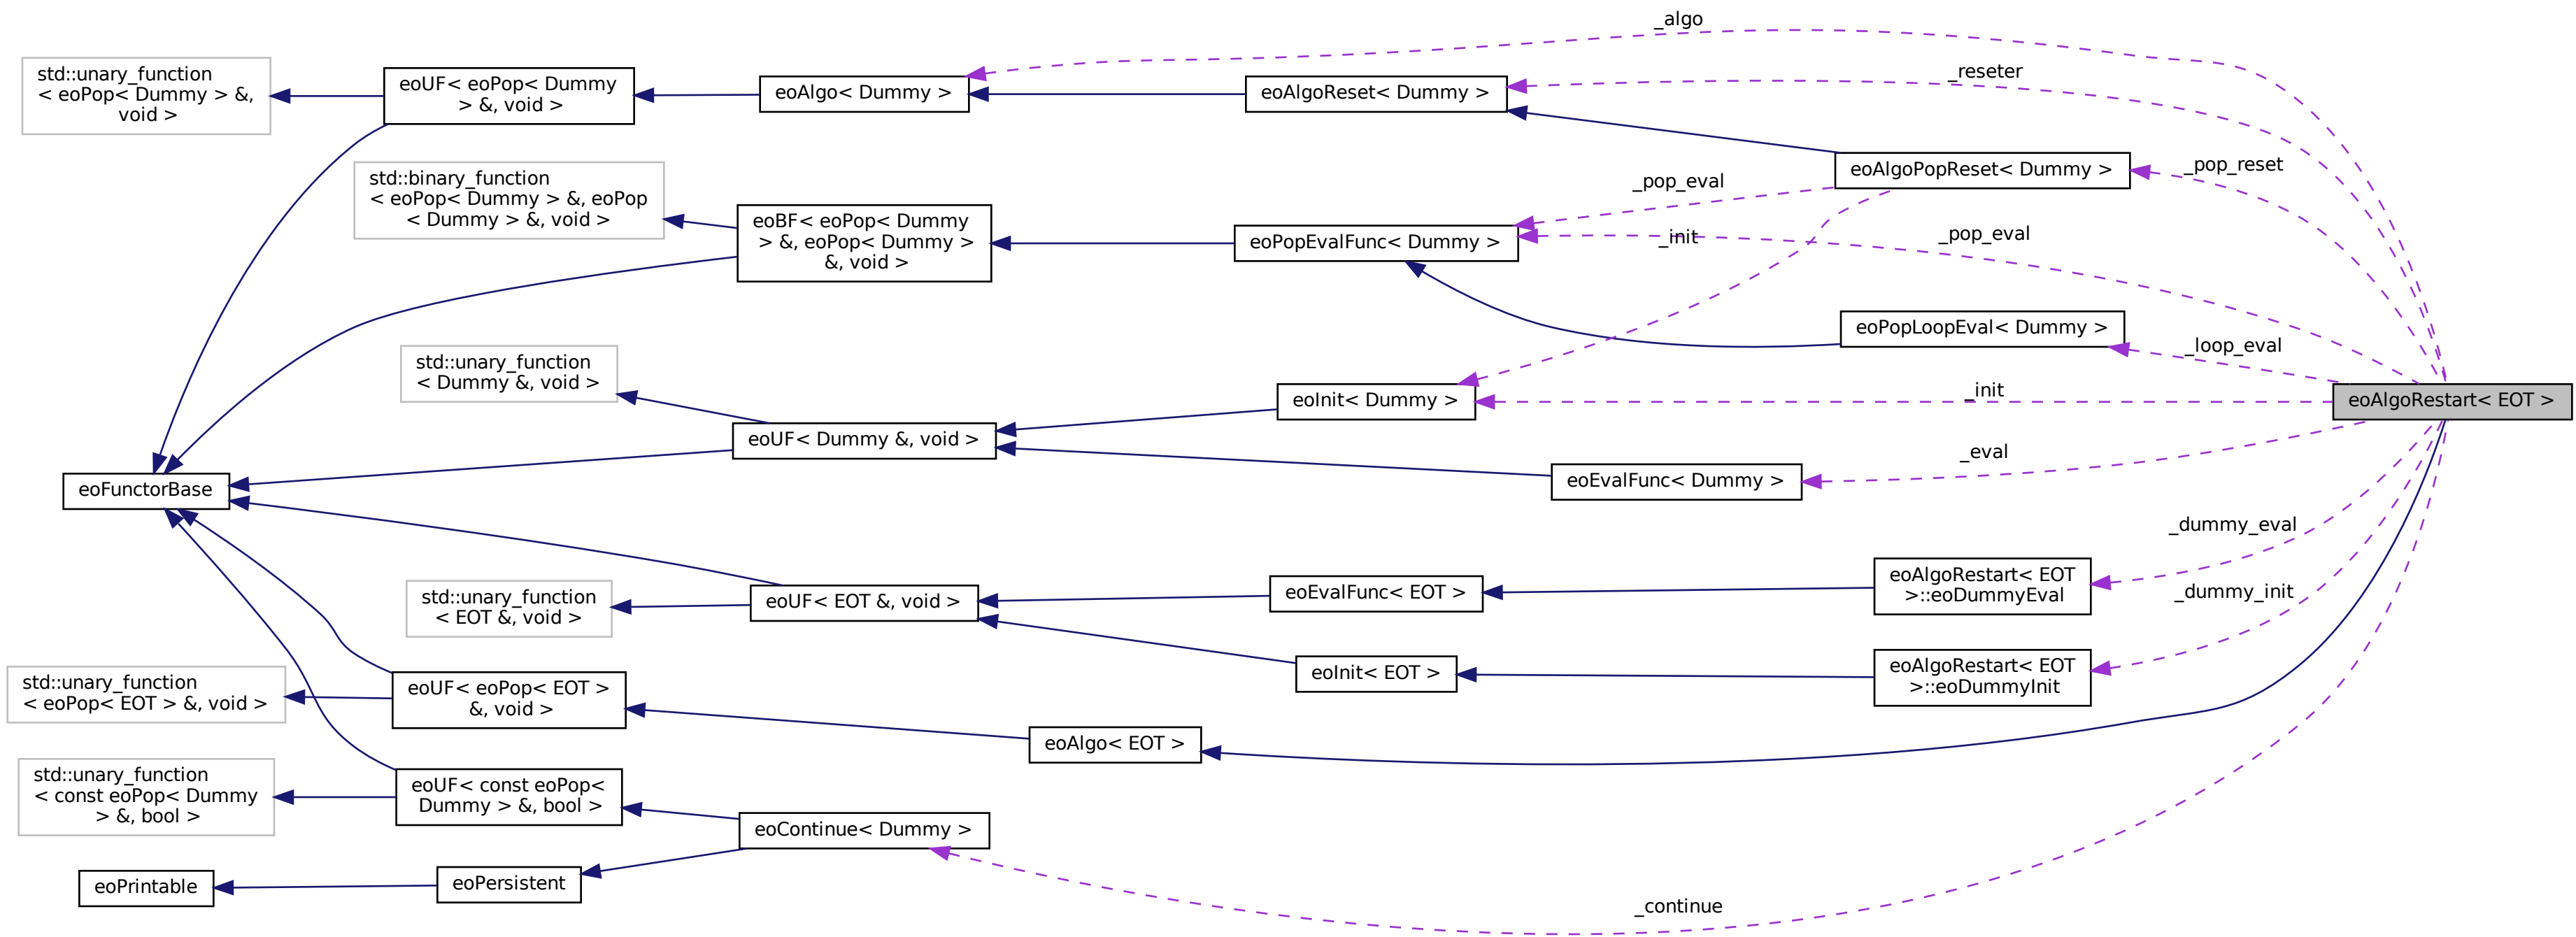 _algo
std::unary_function
< eoPop< Dummy > &,
void >
eoUF< eoPop< Dummy
> &, void >
eoAlgo< Dummy >
eoAlgoReset< Dummy >
_reseter
std::binary_function
< eoPop< Dummy > &, eoPop
< Dummy > &, void >
eoBF< eoPop< Dummy
> &, eoPop< Dummy >
&, void >
eoPopEvalFunc< Dummy >
_pop_eval
_init
eoAlgoPopReset< Dummy >
_pop_reset
_pop_eval
eoPopLoopEval< Dummy >
_loop_eval
std::unary_function
< Dummy &, void >
eoUF< Dummy &, void >
eoInit< Dummy >
_init
eoAlgoRestart< EOT >
eoFunctorBase
eoEvalFunc< Dummy >
_eval
_dummy_eval
std::unary_function
< EOT &, void >
eoUF< EOT &, void >
eoEvalFunc< EOT >
eoAlgoRestart< EOT
>::eoDummyEval
_dummy_init
std::unary_function
< eoPop< EOT > &, void >
eoUF< eoPop< EOT >
&, void >
eoInit< EOT >
eoAlgoRestart< EOT
>::eoDummyInit
eoAlgo< EOT >
std::unary_function
< const eoPop< Dummy
> &, bool >
eoUF< const eoPop<
Dummy > &, bool >
eoContinue< Dummy >
eoPrintable
eoPersistent
_continue